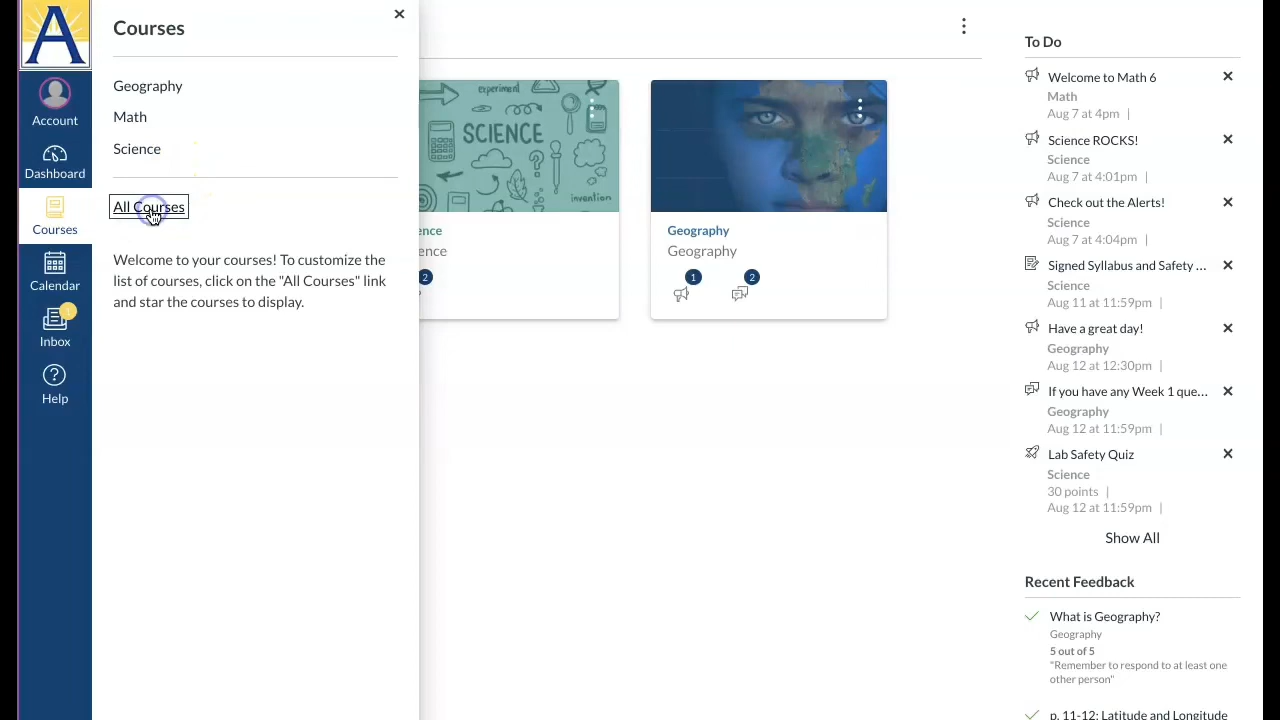 A
Account
Dashboard
Courses
Calendar
1
Inbox
Help
Courses
Geography
Math
Science
All Courses
Welcome to your courses! To customize the
list of courses, click on the "All Courses" link
and star the courses to display.
experiment
SCIENCE
invention
ence
ence
2
Geography
Geography
1
2
To Do
Welcome to Math 6
Math
Aug 7 at 4pm |
Science ROCKS!
Science
Aug 7 at 4:01pm |
Check out the Alerts!
Science
Aug 7 at 4:04pm |
Signed Syllabus and Safety ...
Science
Aug 11 at 11:59pm |
Have a great day!
Geography
Aug 12 at 12:30pm |
If you have any Week 1 que...
Geography
Aug 12 at 11:59pm |
Lab Safety Quiz
Science
30 points |
Aug 12 at 11:59pm |
Show All
Recent Feedback
What is Geography?
Geography
5 out of 5
"Remember to respond to at least one
other person"
p. 11-12: Latitude and Longitude